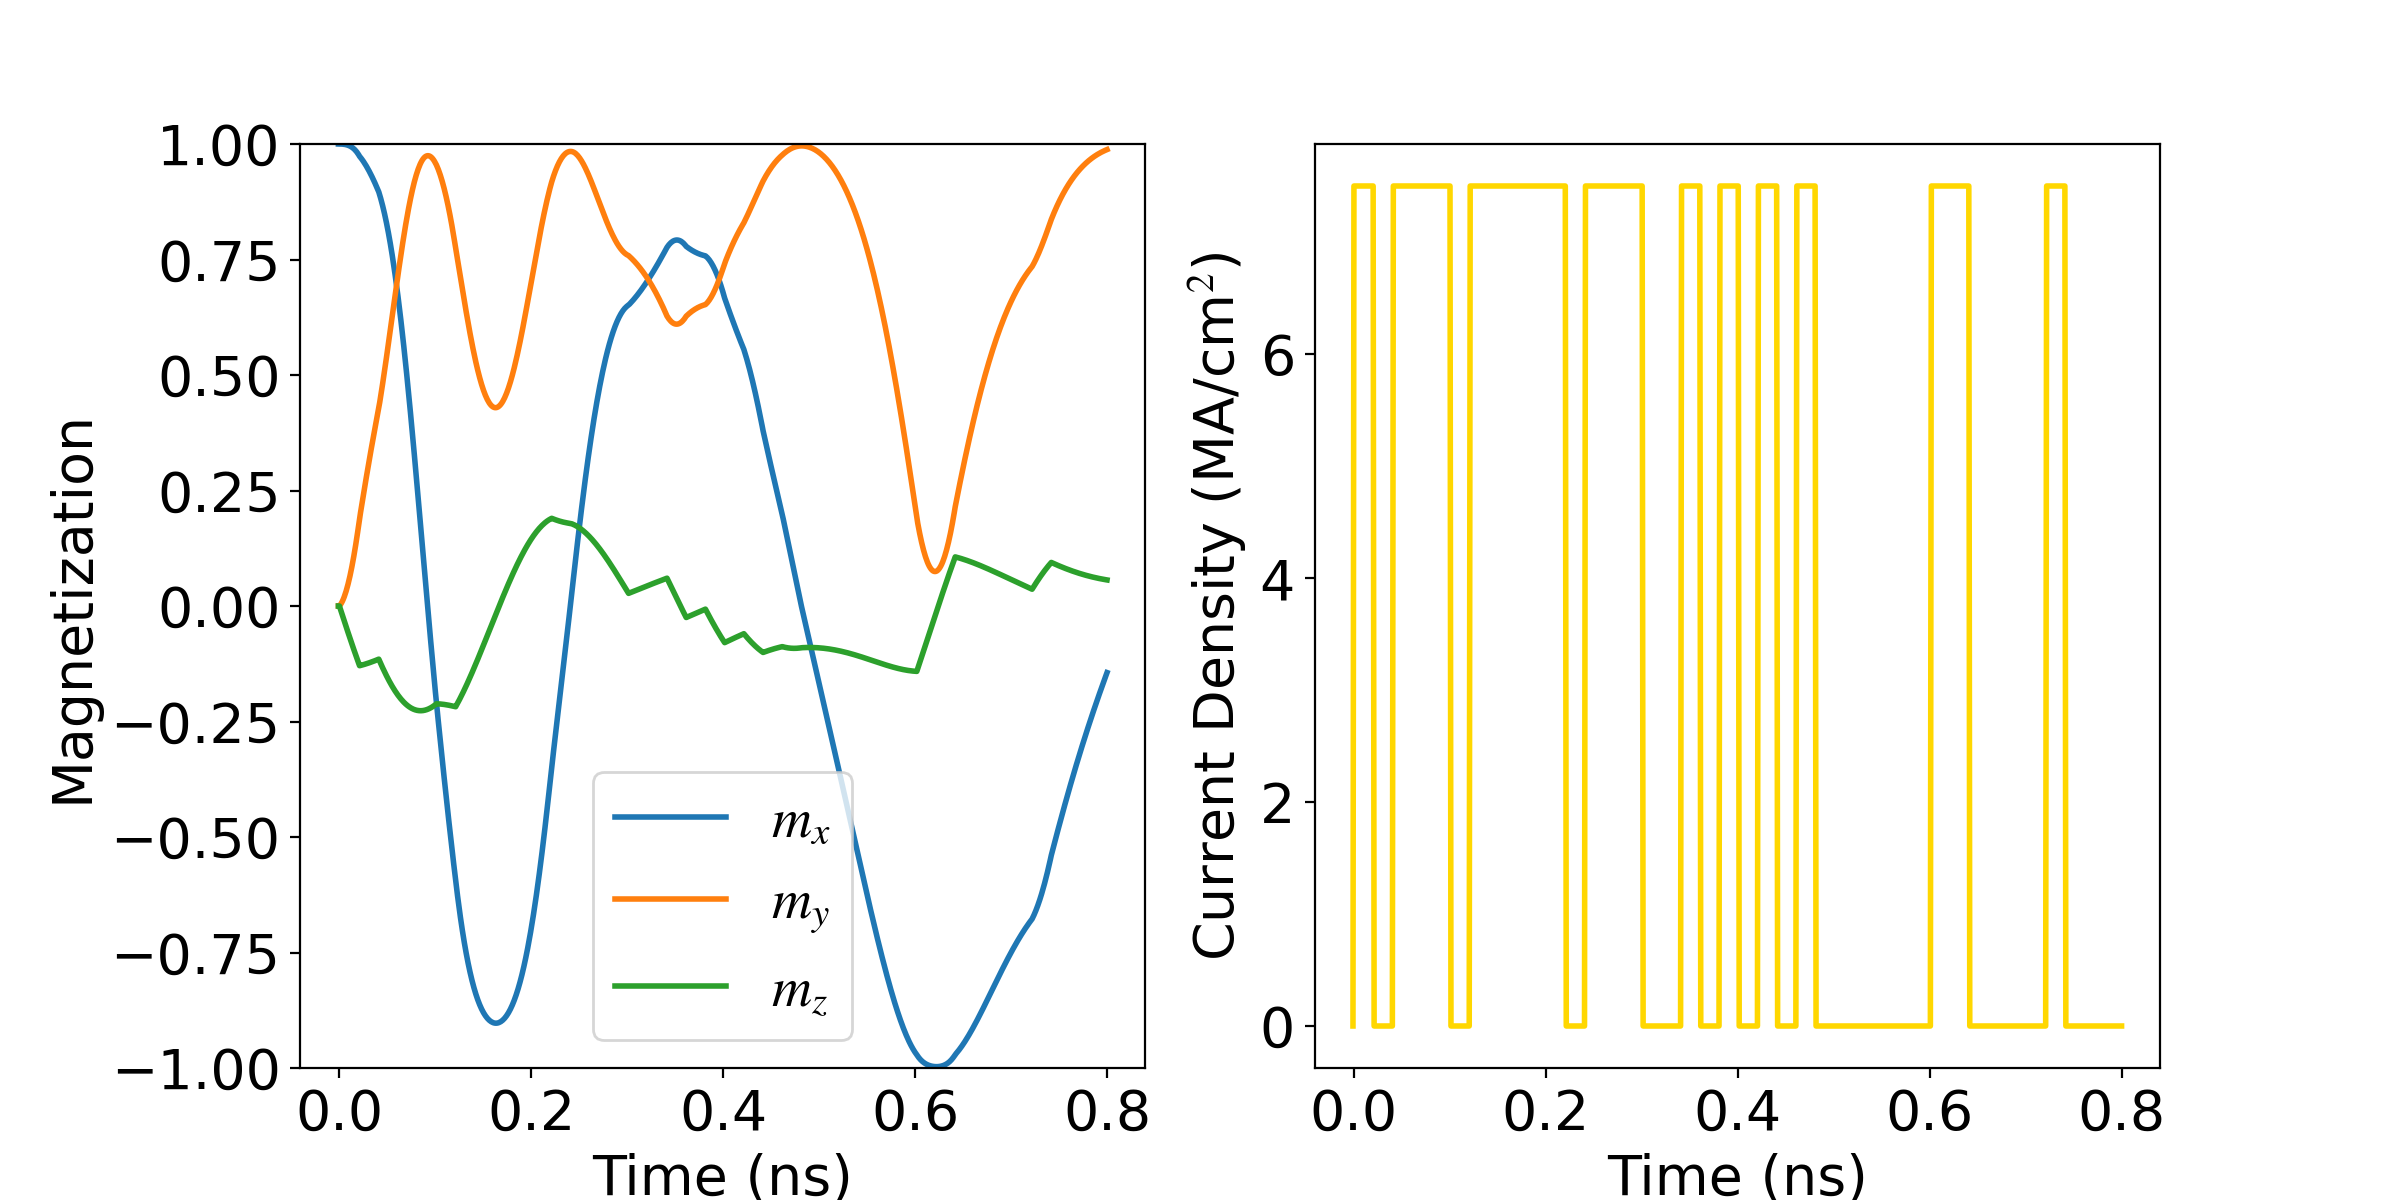 1.00
0.75
0.50
0.25
0.00
−0.25
−0.50
−0.75
−1.00
Magnetization
0.0 0.2 0.4 0.6 0.8
Time (ns)
m_x
m_y
m_z
6
4
2
0
Current Density (MA/cm²)
0.0 0.2 0.4 0.6 0.8
Time (ns)